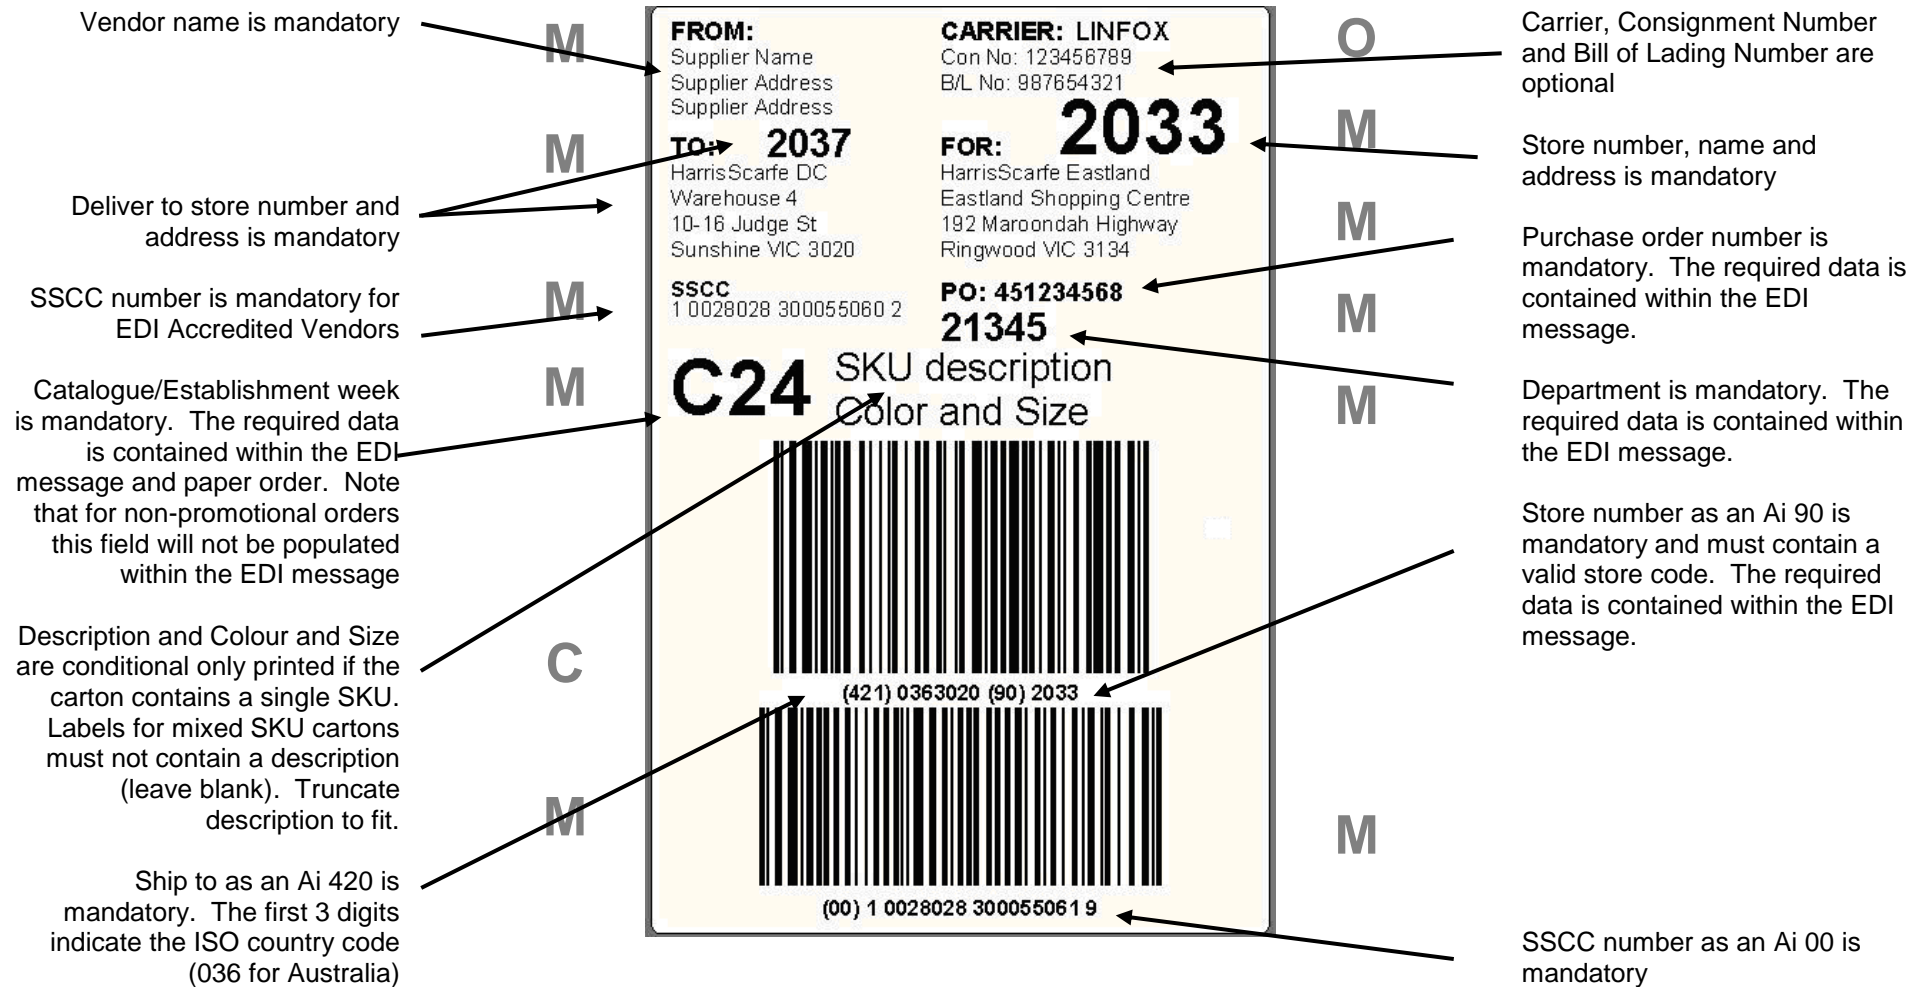 Vendor name is mandatory
M
Deliver to store number and
address is mandatory
M
SSCC number is mandatory for
EDI Accredited Vendors
M
Catalogue/Establishment week
is mandatory. The required data
is contained within the EDI
message and paper order. Note
that for non-promotional orders
this field will not be populated
within the EDI message
M
Description and Colour and Size
are conditional only printed if the
carton contains a single SKU.
Labels for mixed SKU cartons
must not contain a description
(leave blank). Truncate
description to fit.
C
Ship to as an Ai 420 is
mandatory. The first 3 digits
indicate the ISO country code
(036 for Australia)
M
FROM:
Supplier Name
Supplier Address
Supplier Address
CARRIER: LINFOX
Con No: 123456789
B/L No: 987654321
TO: 2037
HarrisScarfe DC
Warehouse 4
10-16 Judge St
Sunshine VIC 3020
FOR: 2033
HarrisScarfe Eastland
Eastland Shopping Centre
192 Maroondah Highway
Ringwood VIC 3134
SSCC
1 0028028 300055060 2
PO: 451234568
21345
C24
SKU description
Color and Size
(421) 0363020 (90) 2033
(00) 1 0028028 300055061 9
O
Carrier, Consignment Number
and Bill of Lading Number are
optional
M
Store number, name and
address is mandatory
M
Purchase order number is
mandatory. The required data is
contained within the EDI
message.
M
Department is mandatory. The
required data is contained within
the EDI message.
M
Store number as an Ai 90 is
mandatory and must contain a
valid store code. The required
data is contained within the EDI
message.
M
SSCC number as an Ai 00 is
mandatory